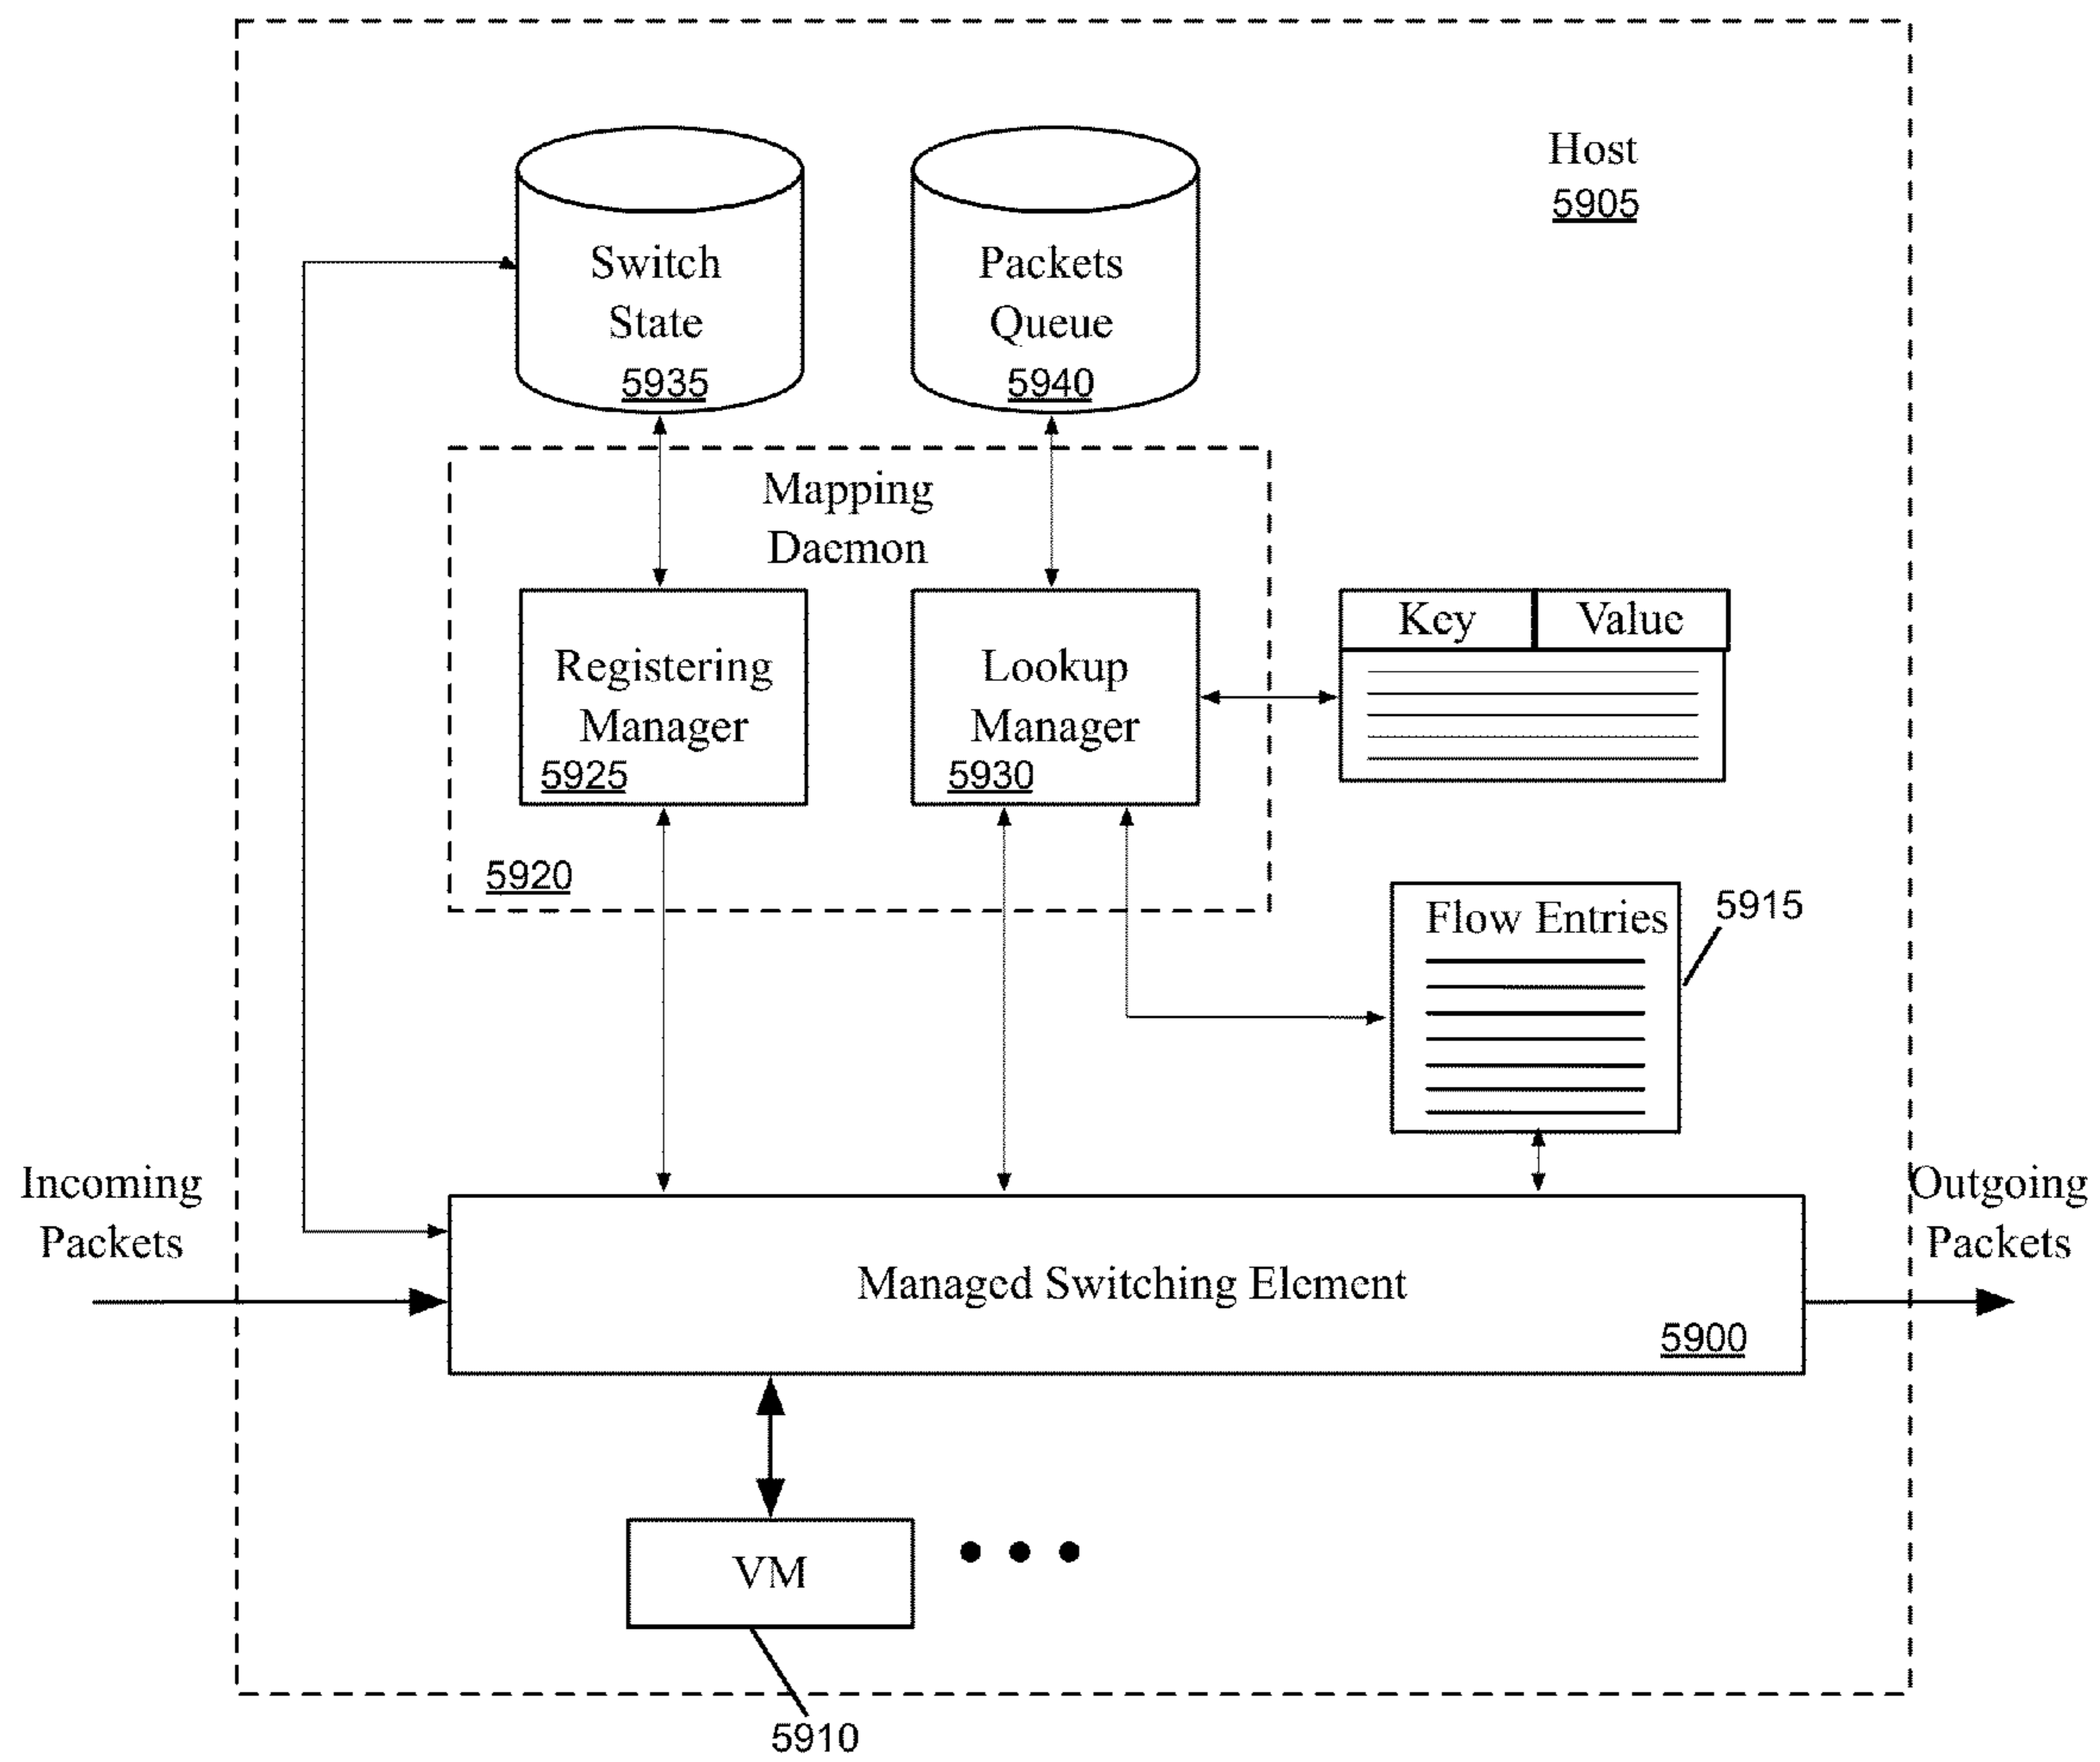 Host
5905
Switch
State
5935
Packets
Queue
5940
Mapping
Daemon
Registering
Manager
5925
Lookup
Manager
5930
Key
Value
5920
Flow Entries
5915
Incoming
Packets
Outgoing
Packets
Managed Switching Element
5900
VM
5910